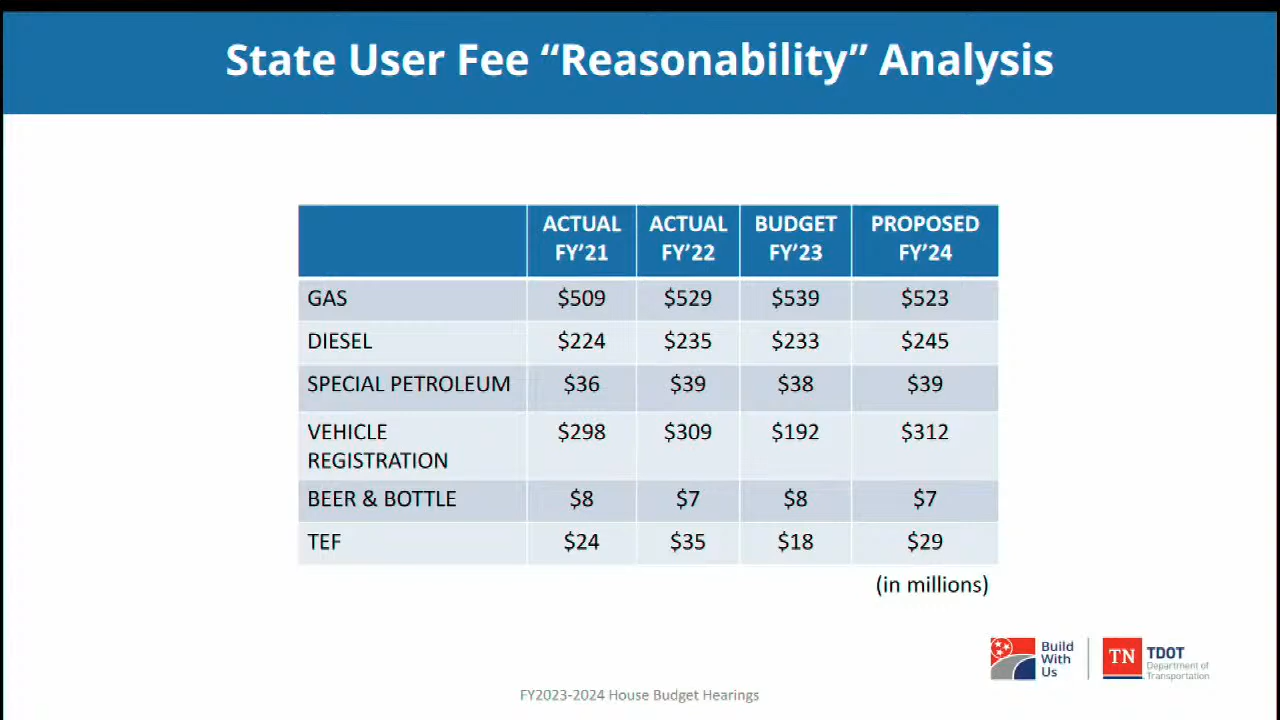 State User Fee “Reasonability” Analysis
ACTUAL FY’21 ACTUAL FY’22 BUDGET FY’23 PROPOSED FY’24
GAS $509 $529 $539 $523
DIESEL $224 $235 $233 $245
SPECIAL PETROLEUM $36 $39 $38 $39
VEHICLE REGISTRATION $298 $309 $192 $312
BEER & BOTTLE $8 $7 $8 $7
TEF $24 $35 $18 $29
(in millions)
Build
With
Us
TN
TDOT
Department of
Transportation
FY2023-2024 House Budget Hearings